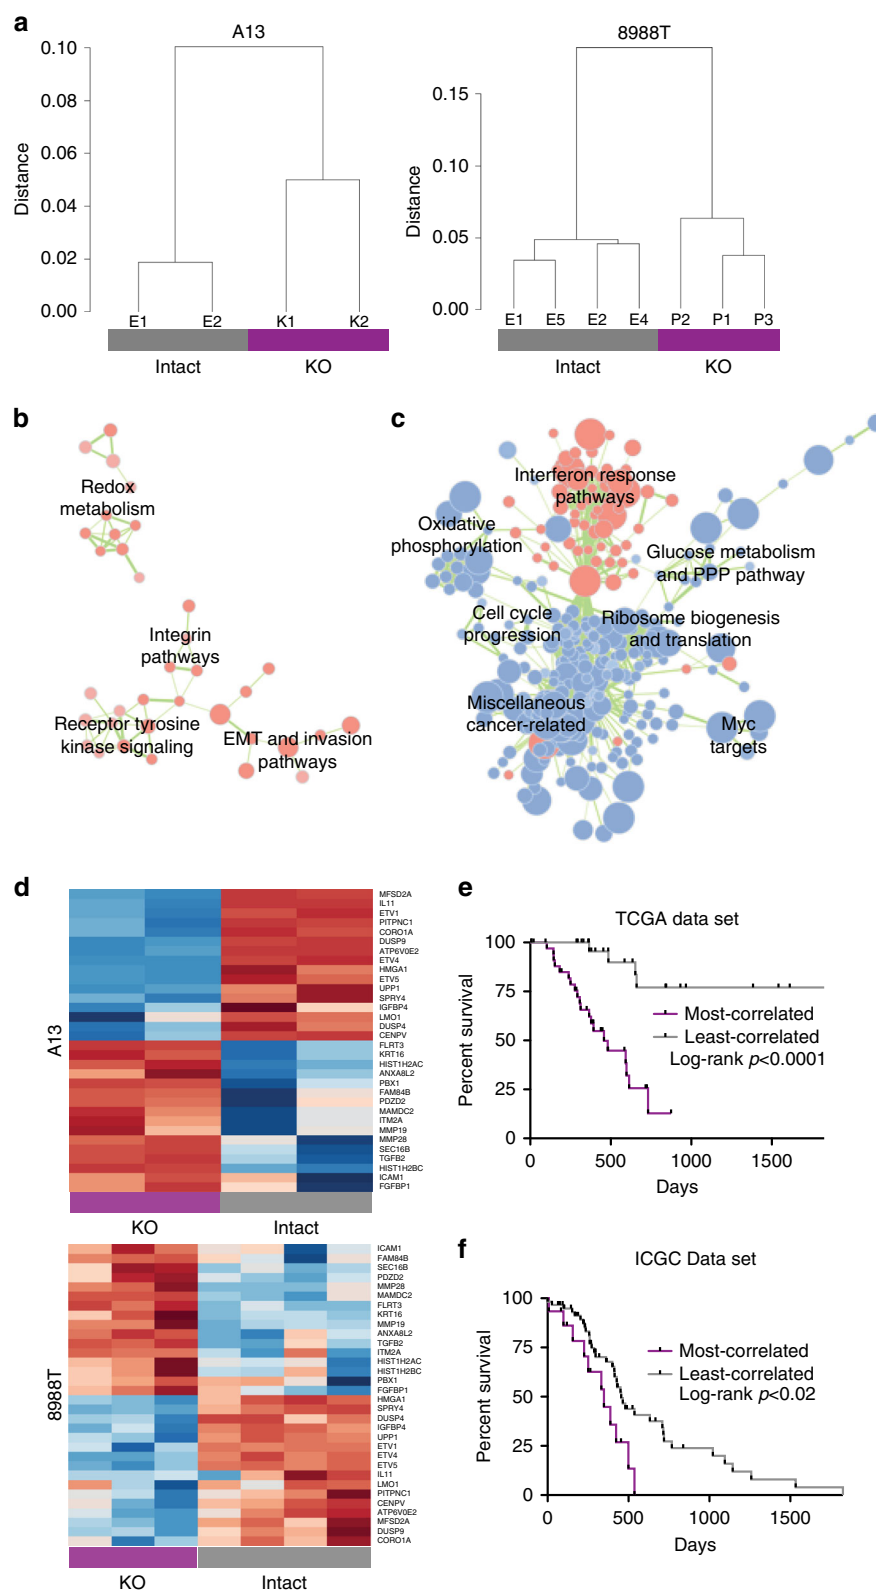 a
A13
8988T
Distance
0.10
0.00
0.06
0.04
0.02
0.00
E1 E2 K1 K2
Intact KO
Distance
0.15
0.10
0.05
0.00
E1 E5 E2 E4 P2 P1 P3
Intact KO
b
Redox
metabolism
Integrin
pathways
Receptor tyrosine
kinase signaling
EMT and invasion
pathways
c
Interferon response
pathways
Oxidative
phosphorylation
Glucose metabolism
and PPP pathway
Cell cycle
progression
Ribosome biogenesis
and translation
Miscellaneous
cancer-related
Myc
targets
d
A13
MFSD2A
IL11
ETV1
PITPNC1
CORO1A
DUSP9
ATP6V0E2
ETV4
HMGA1
ETV5
UPP1
SPRY4
IGFBP4
LMO1
DUSP4
CENPV
FLRT3
KRT16
HIST1H2AC
ANXA8L2
PBX1
FAM84B
PDZD2
MAMDC2
ITM2A
MMP19
MMP28
SEC16B
TGFB2
HIST1H2BC
ICAM1
FGFBP1
KO Intact
8988T
ICAM1
FAM84B
SEC16B
PDZD2
MMP28
MAMDC2
FLRT3
KRT16
MMP19
ANXA8L2
TGFB2
ITM2A
HIST1H2AC
HIST1H2BC
PBX1
FGFBP1
HMGA1
SPRY4
DUSP4
IGFBP4
UPP1
ETV1
ETV4
ETV5
IL11
LMO1
PITPNC1
CENPV
ATP6V0E2
MFSD2A
DUSP9
CORO1A
KO Intact
e
TCGA data set
Percent survival
100
75
50
25
0
Most-correlated
Least-correlated
Log-rank p<0.0001
0 500 1000 1500
Days
f
ICGC Data set
Percent survival
100
75
50
25
0
Most-correlated
Least-correlated
Log-rank p<0.02
0 500 1000 1500
Days